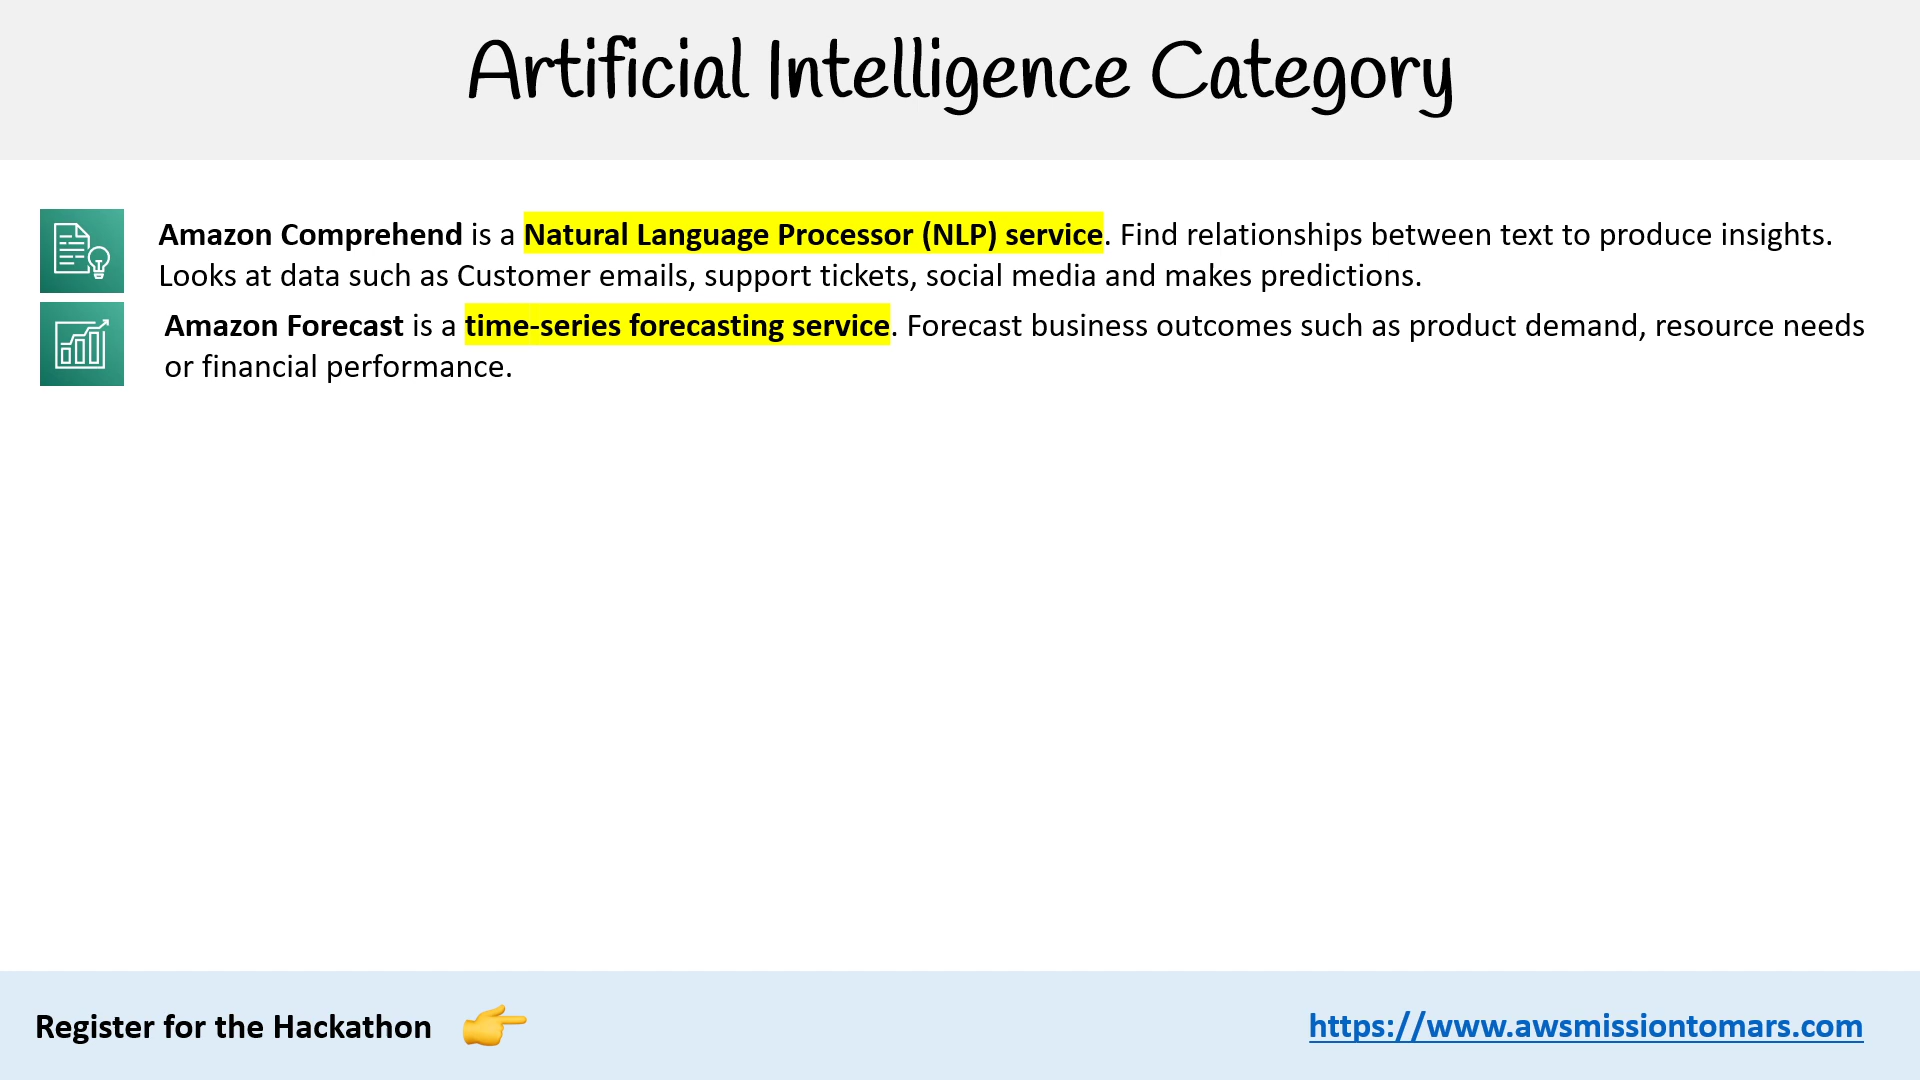 Artificial Intelligence Category
Amazon Comprehend is a Natural Language Processor (NLP) service. Find relationships between text to produce insights.
Looks at data such as Customer emails, support tickets, social media and makes predictions.
Amazon Forecast is a time-series forecasting service. Forecast business outcomes such as product demand, resource needs
or financial performance.
Register for the Hackathon
https://www.awsmissiontomars.com